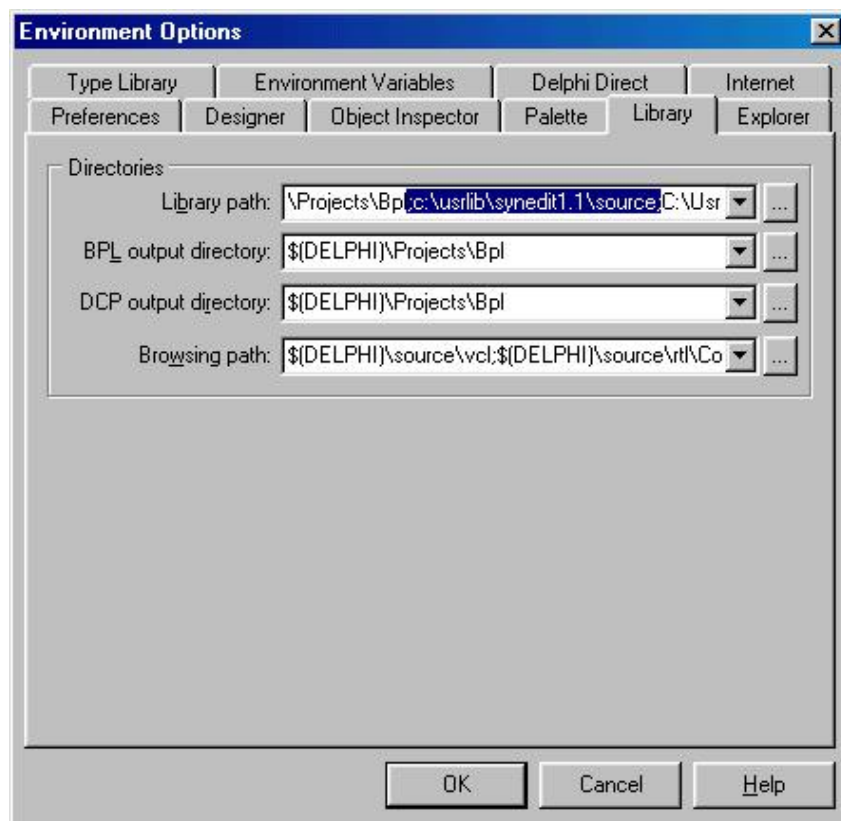 Environment Options
Type Library Environment Variables Delphi Direct Internet
Preferences Designer Object Inspector Palette Library Explorer
Directories
Library path: \Projects\Bpl;c:\usrlib\synedit1.1\source;C:\Usr ...
BPL output directory: $(DELPHI)\Projects\Bpl ...
DCP output directory: $(DELPHI)\Projects\Bpl ...
Browsing path: $(DELPHI)\source\vcl;$(DELPHI)\source\rtl\Co ...
OK Cancel Help